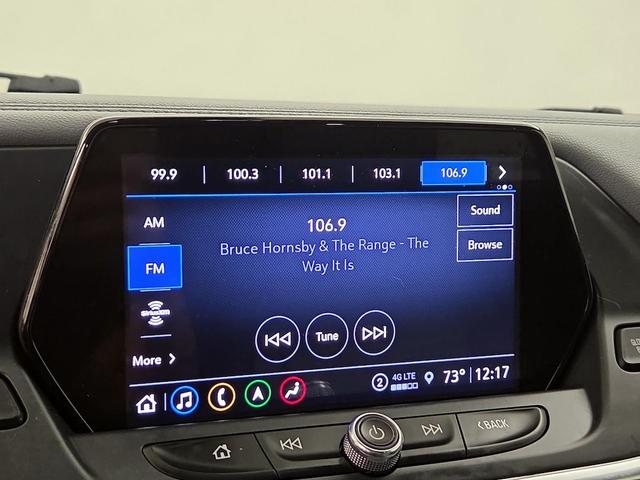 99.9 100.3 101.1 103.1 106.9
AM
106.9
Sound
Bruce Hornsby & The Range - The
Way It Is
Browse
FM
SiriusXM
Tune
More
2 4G LTE 73° 12:17
BACK